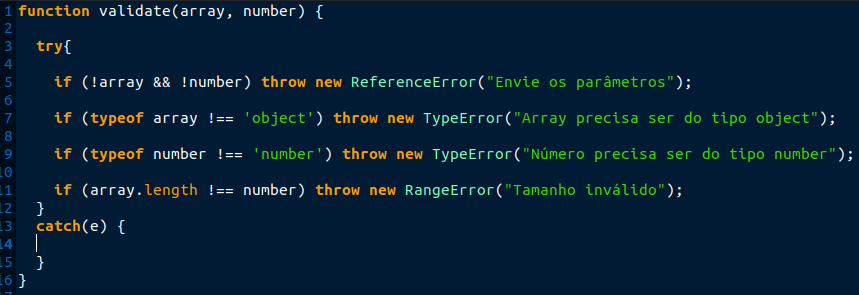 1 function validate(array, number) {
2
3 try{
4
5 if (!array && !number) throw new ReferenceError("Envie os parâmetros");
6
7 if (typeof array !== 'object') throw new TypeError("Array precisa ser do tipo object");
8
9 if (typeof number !== 'number') throw new TypeError("Número precisa ser do tipo number");
10
11 if (array.length !== number) throw new RangeError("Tamanho inválido");
12 }
13 catch(e) {
14
15 }
16 }